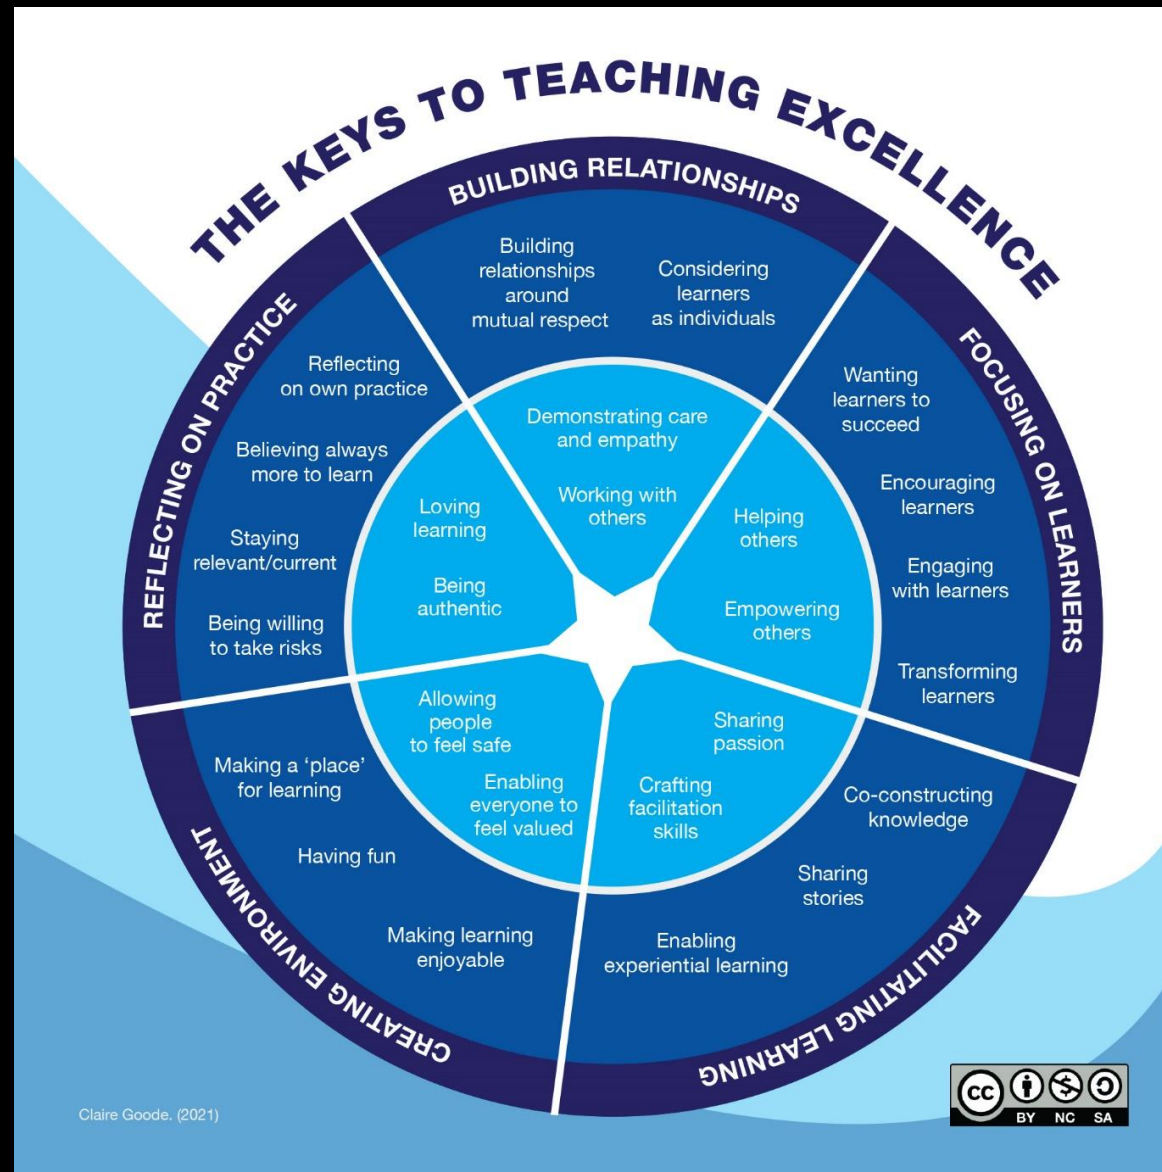 THE KEYS TO TEACHING EXCELLENCE
BUILDING RELATIONSHIPS
Building
relationships
around
mutual respect
Considering
learners
as individuals
Demonstrating care
and empathy
Working with
others
FOCUSING ON LEARNERS
Wanting
learners to
succeed
Encouraging
learners
Engaging
with learners
Transforming
learners
Helping
others
Empowering
others
FACILITATING LEARNING
Co-constructing
knowledge
Sharing
stories
Enabling
experiential learning
Sharing
passion
Crafting
facilitation
skills
CREATING ENVIRONMENT
Making a ‘place’
for learning
Having fun
Making learning
enjoyable
Allowing
people
to feel safe
Enabling
everyone to
feel valued
REFLECTING ON PRACTICE
Reflecting
on own practice
Believing always
more to learn
Staying
relevant/current
Being willing
to take risks
Loving
learning
Being
authentic
Claire Goode. (2021)
cc
BY NC SA